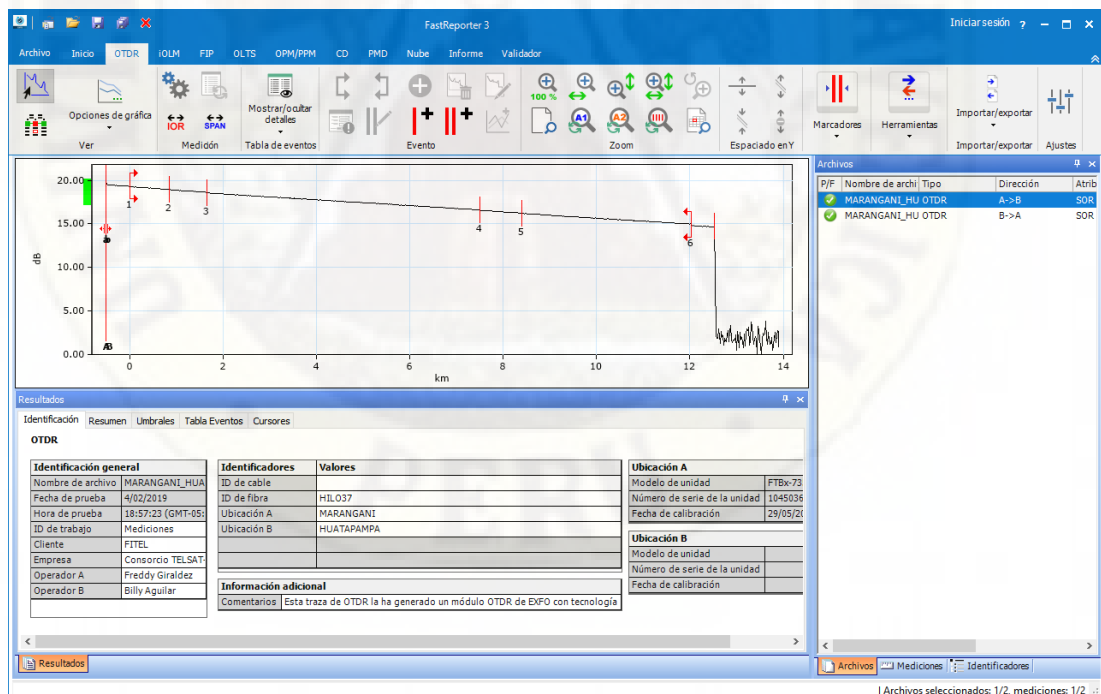 FastReporter 3
Iniciar sesión ?
Archivo Inicio OTDR iOLM FIP OLTS OPM/PPM CD PMD Nube Informe Validador
Opciones de gráfica
Ver
IOR
SPAN
Medidón
Mostrar/ocultar
detalles
Tabla de eventos
Evento
100 %
A1
A2
Zoom
Espaciado en Y
Marcadores
Herramientas
Importar/exportar
Importar/exportar
Ajustes
20.00
15.00
10.00
5.00
0.00
dB
1 2 3 4 5 6
0 2 4 6 8 10 12 14
km
Archivos
P/F Nombre de archi Tipo Dirección Atrib
MARANGANI_HU OTDR A->B SOR
MARANGANI_HU OTDR B->A SOR
Resultados
Identificación Resumen Umbrales Tabla Eventos Cursores
OTDR
Identificación general
Nombre de archivo MARANGANI_HUA
Fecha de prueba 4/02/2019
Hora de prueba 18:57:23 (GMT-05:
ID de trabajo Mediciones
Cliente FITEL
Empresa Consorcio TELSAT-
Operador A Freddy Giraldez
Operador B Billy Aguilar
Identificadores Valores
ID de cable
ID de fibra HILO37
Ubicación A MARANGANI
Ubicación B HUATAPAMPA
Información adicional
Comentarios Esta traza de OTDR la ha generado un módulo OTDR de EXFO con tecnología
Ubicación A
Modelo de unidad FTBx-73
Número de serie de la unidad 1045036
Fecha de calibración 29/05/20
Ubicación B
Modelo de unidad
Número de serie de la unidad
Fecha de calibración
Resultados
Archivos Mediciones Identificadores
Archivos seleccionados: 1/2, mediciones: 1/2
PERÚ